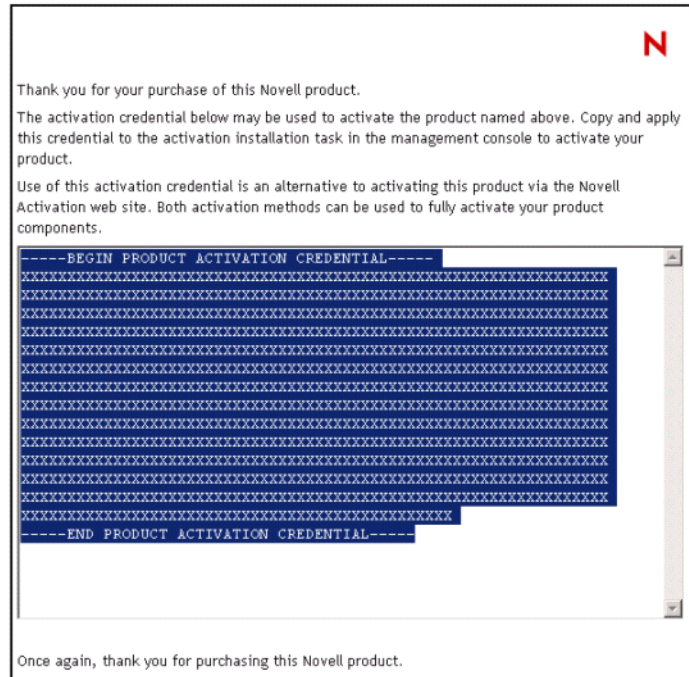 N
Thank you for your purchase of this Novell product.
The activation credential below may be used to activate the product named above. Copy and apply
this credential to the activation installation task in the management console to activate your
product.
Use of this activation credential is an alternative to activating this product via the Novell
Activation web site. Both activation methods can be used to fully activate your product
components.
-----BEGIN PRODUCT ACTIVATION CREDENTIAL-----
XXXXXXXXXXXXXXXXXXXXXXXXXXXXXXXXXXXXXXXXXXXXXXXXXXXXXXXXXXXXXXXX
XXXXXXXXXXXXXXXXXXXXXXXXXXXXXXXXXXXXXXXXXXXXXXXXXXXXXXXXXXXXXXXX
XXXXXXXXXXXXXXXXXXXXXXXXXXXXXXXXXXXXXXXXXXXXXXXXXXXXXXXXXXXXXXXX
XXXXXXXXXXXXXXXXXXXXXXXXXXXXXXXXXXXXXXXXXXXXXXXXXXXXXXXXXXXXXXXX
XXXXXXXXXXXXXXXXXXXXXXXXXXXXXXXXXXXXXXXXXXXXXXXXXXXXXXXXXXXXXXXX
XXXXXXXXXXXXXXXXXXXXXXXXXXXXXXXXXXXXXXXXXXXXXXXXXXXXXXXXXXXXXXXX
XXXXXXXXXXXXXXXXXXXXXXXXXXXXXXXXXXXXXXXXXXXXXXXXXXXXXXXXXXXXXXXX
XXXXXXXXXXXXXXXXXXXXXXXXXXXXXXXXXXXXXXXXXXXXXXXXXXXXXXXXXXXXXXXX
XXXXXXXXXXXXXXXXXXXXXXXXXXXXXXXXXXXXXXXXXXXXXXXXXXXXXXXXXXXXXXXX
XXXXXXXXXXXXXXXXXXXXXXXXXXXXXXXXXXXXXXXXXXXXXXXXXXXXXXXXXXXXXXXX
XXXXXXXXXXXXXXXXXXXXXXXXXXXXXXXXXXXXXXXXXXXXXXXXXXXXXXXXXXXXXXXX
XXXXXXXXXXXXXXXXXXXXXXXXXXXXXXXXXXXXXXXXXXXXXXXXXXXXXXXXXXXXXXXX
XXXXXXXXXXXXXXXXXXXXXXXXXXXXXXXXXXXXXXXXXXXXXXXXXXXXXXXXXXXXXXXX
XXXXXXXXXXXXXXXXXXXXXXXXXXXXXXXXXXXXXXXXXXXXXXX
-----END PRODUCT ACTIVATION CREDENTIAL-----
Once again, thank you for purchasing this Novell product.